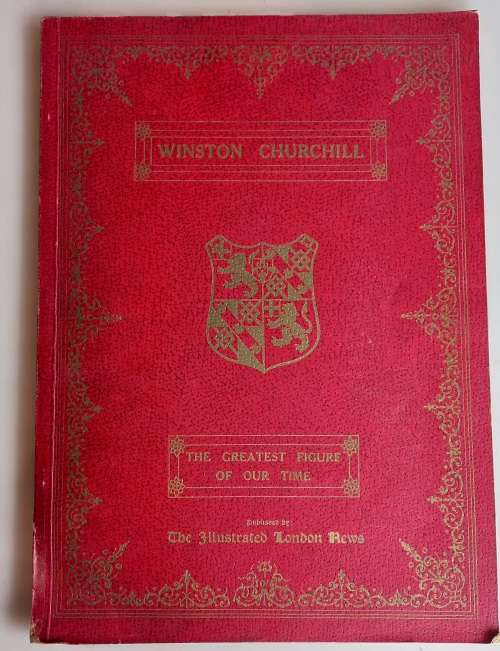 WINSTON CHURCHILL
THE GREATEST FIGURE
OF OUR TIME
Published by
The Illustrated London News